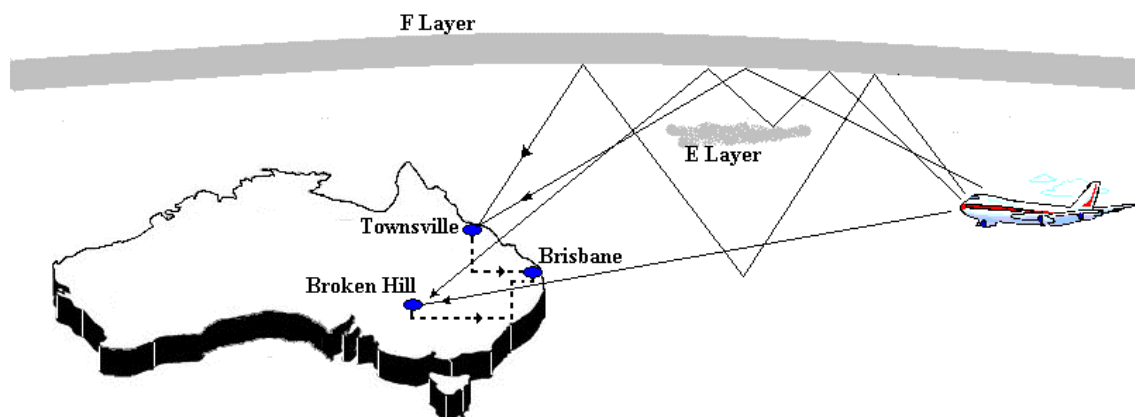 F Layer
E Layer
Townsville
Brisbane
Broken Hill